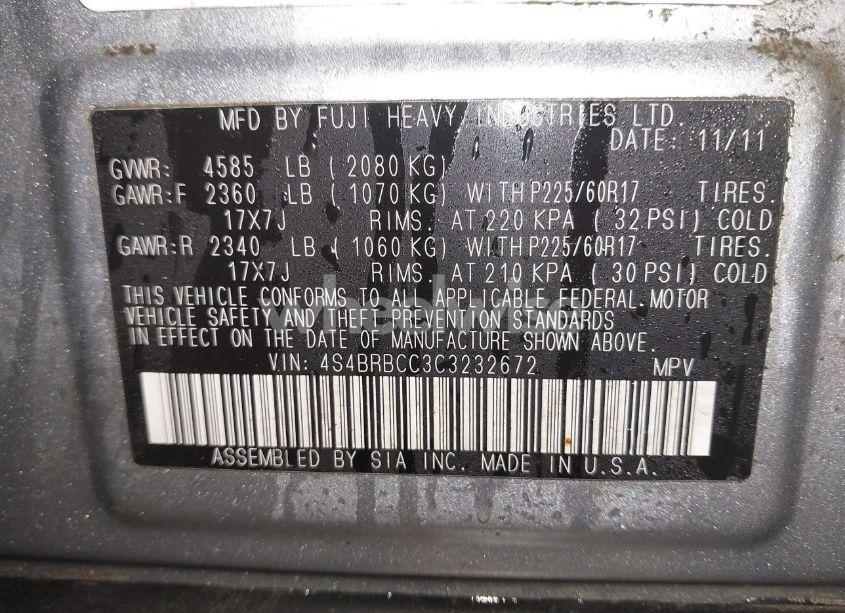 MFD BY FUJI HEAVY INDUSTRIES LTD.
DATE: 11/11
GVWR: 4585 LB ( 2080 KG)
GAWR:F 2360 LB ( 1070 KG) WITH P225/60R17 TIRES.
17X7J RIMS. AT 220 KPA ( 32 PSI) COLD
GAWR:R 2340 LB ( 1060 KG) WITH P225/60R17 TIRES.
17X7J RIMS. AT 210 KPA ( 30 PSI) COLD
THIS VEHICLE CONFORMS TO ALL APPLICABLE FEDERAL MOTOR
VEHICLE SAFETY AND THEFT PREVENTION STANDARDS
IN EFFECT ON THE DATE OF MANUFACTURE SHOWN ABOVE.
VIN: 4S4BRBCC3C3232672 MPV
ASSEMBLED BY SIA INC. MADE IN U.S.A.